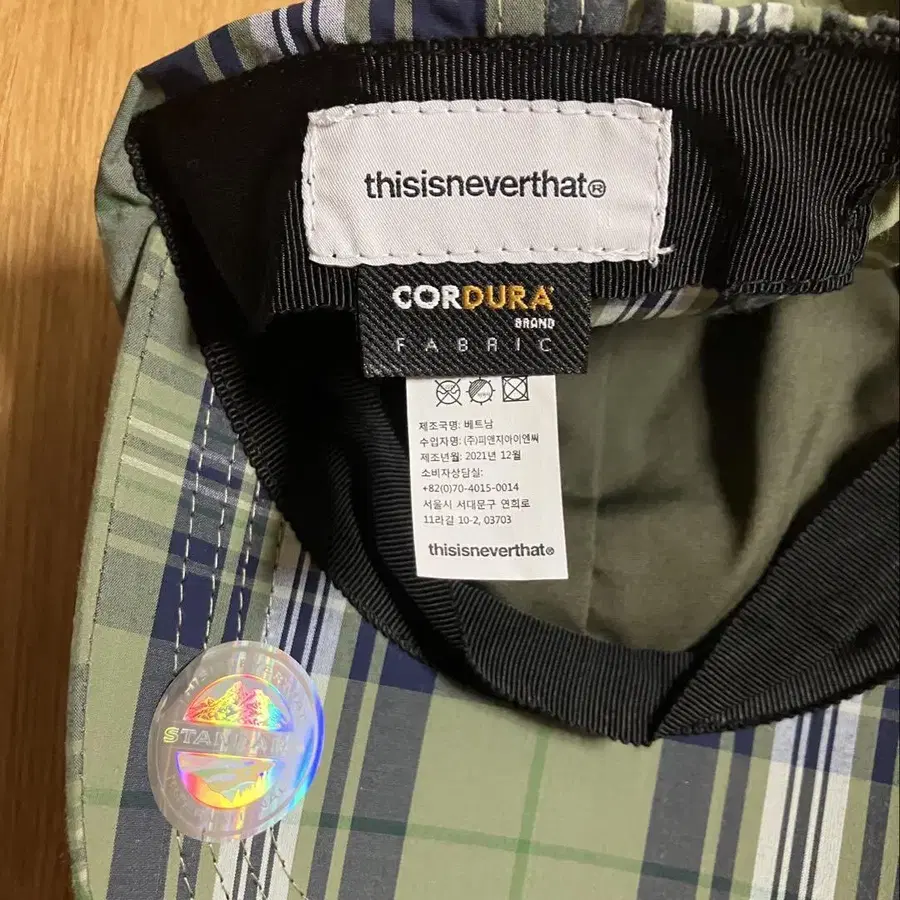 thisisneverthat®
CORDURA
BRAND
FABRIC
제조국명: 베트남
수입자명: (주)피앤지아이엔씨
제조년월: 2021년 12월
소비자상담실:
+82(0)70-4015-0014
서울시 서대문구 연희로
11라길 10-2, 03703
thisisneverthat®